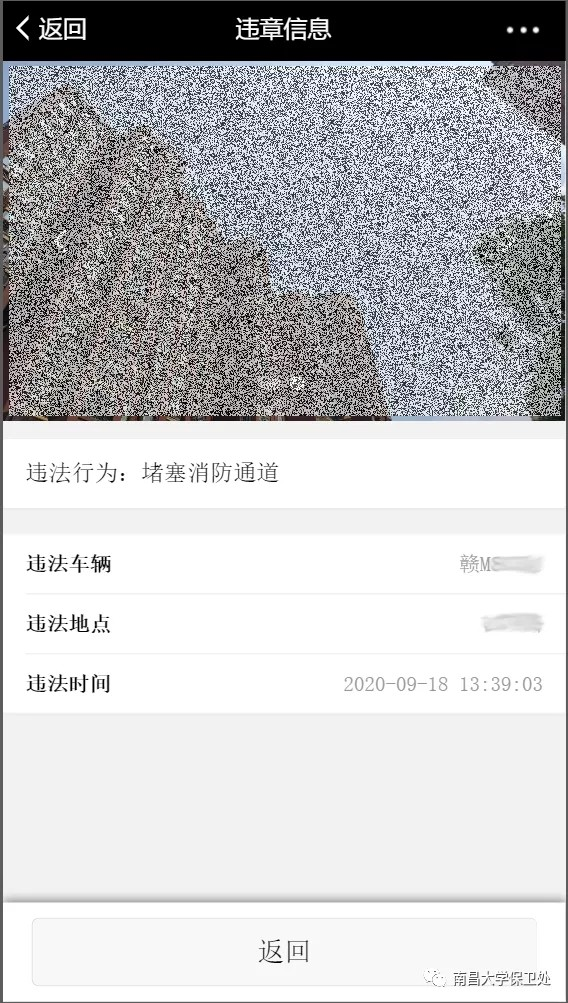 返回 违章信息
违法行为：堵塞消防通道
违法车辆 赣M
违法地点
违法时间 2020-09-18 13:39:03
返回
南昌大学保卫处